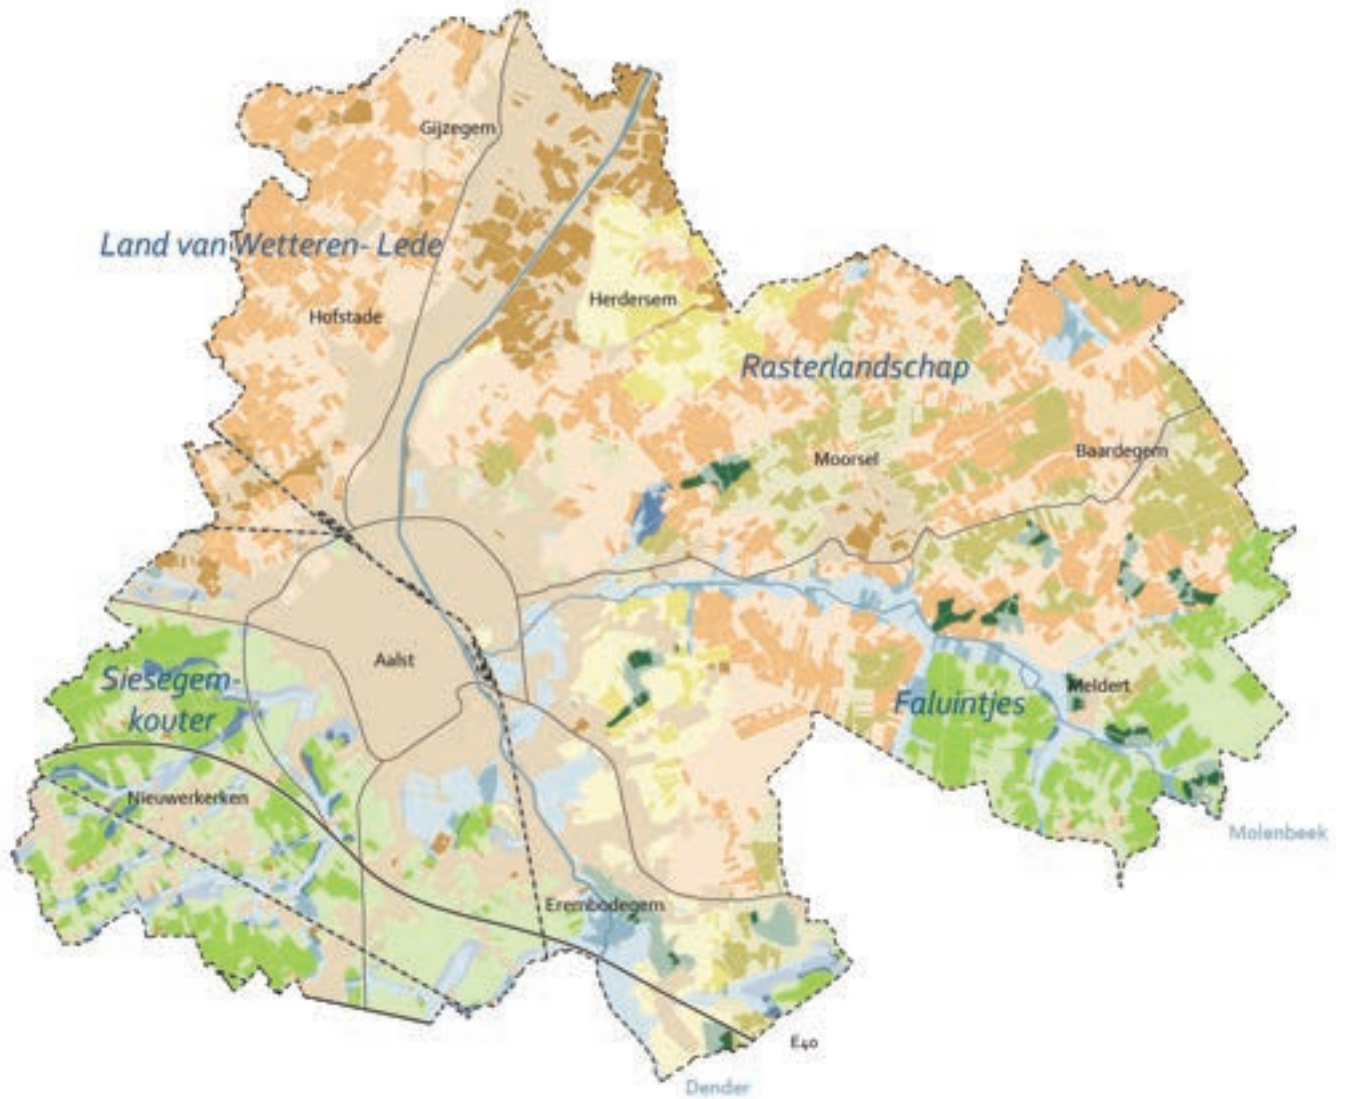 Gijzegem
Land van Wetteren- Lede
Herdersem
Hofstade
Rasterlandschap
Baardegem
Moorsel
Aalst
Siesegem-
kouter
Meldert
Faluintjes
Nieuwerkerken
Molenbeek
Erembodegem
E40
Dender